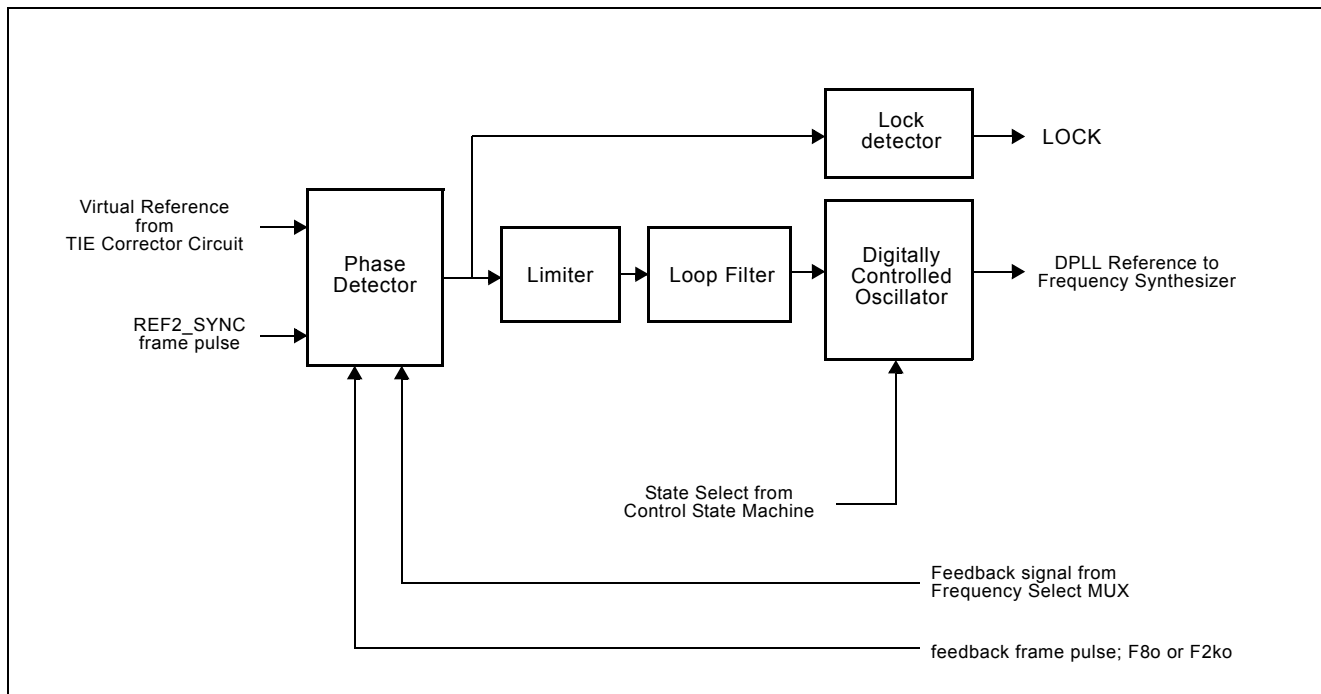 Lock
detector
LOCK
Virtual Reference
from
TIE Corrector Circuit
Phase
Detector
Limiter
Loop Filter
Digitally
Controlled
Oscillator
DPLL Reference to
Frequency Synthesizer
REF2_SYNC
frame pulse
State Select from
Control State Machine
Feedback signal from
Frequency Select MUX
feedback frame pulse; F8o or F2ko